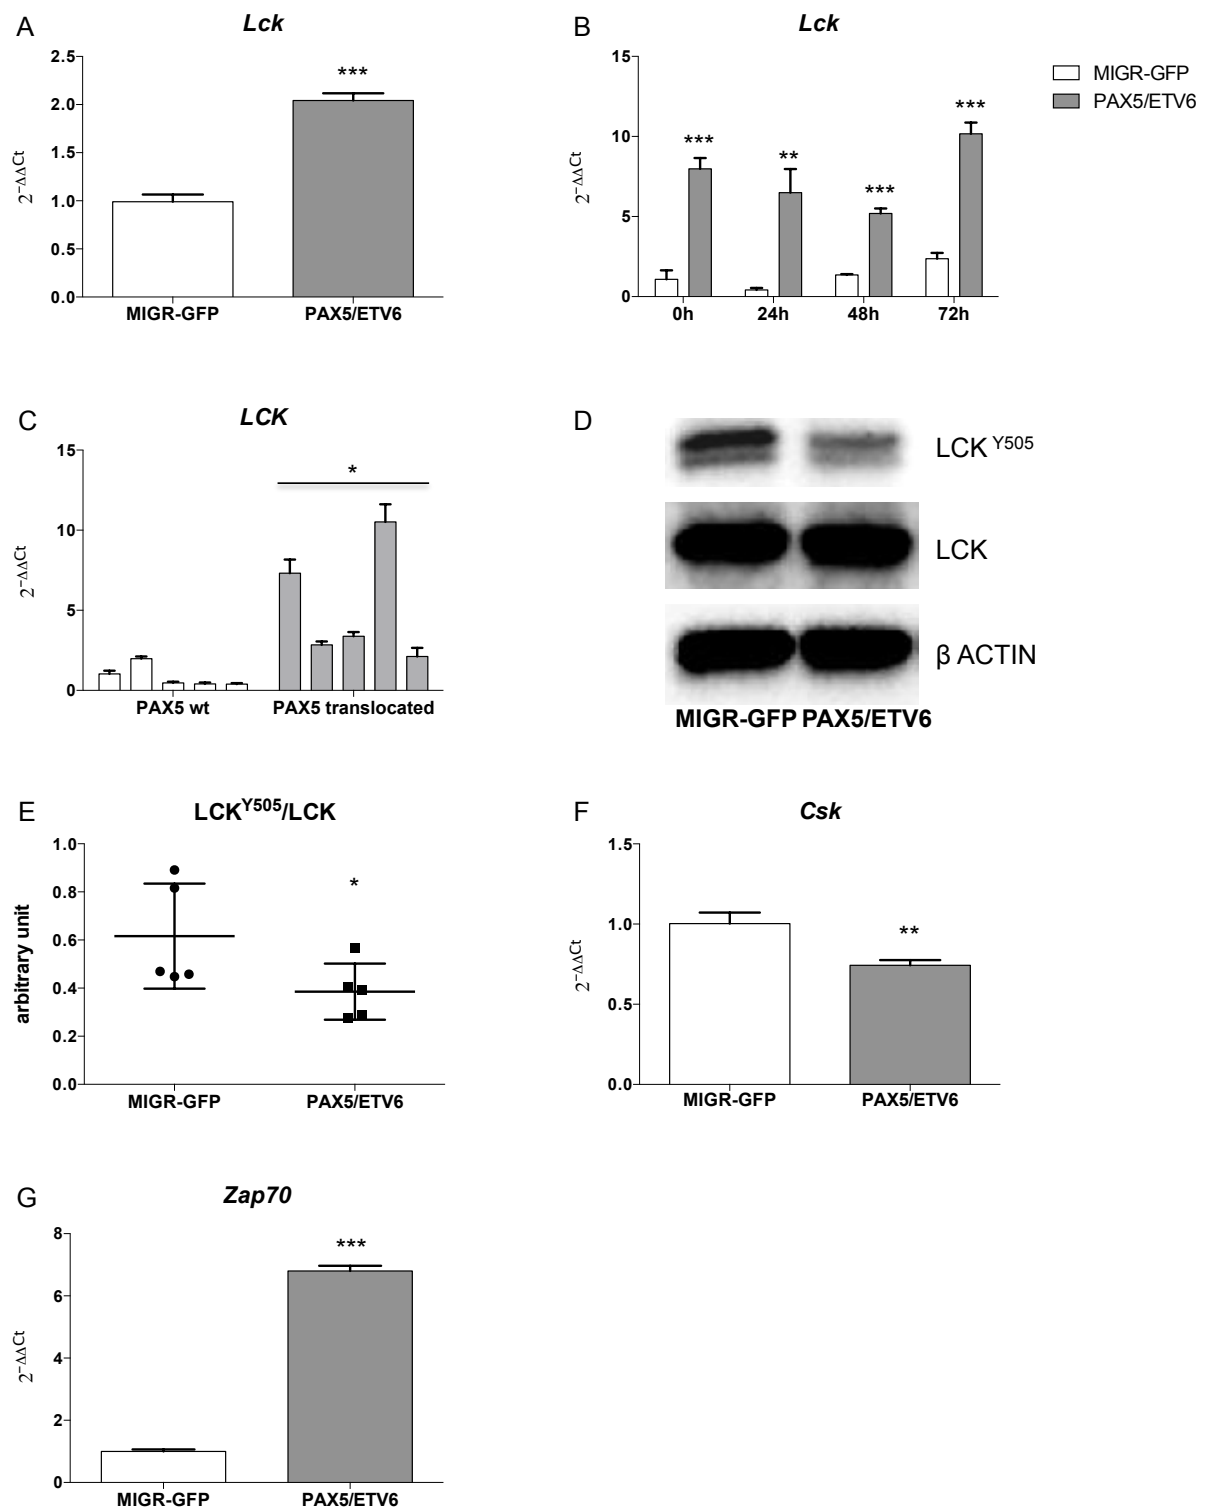 A
Lck
2.5
2.0
1.5
1.0
0.5
0.0
2−ΔΔCt
***
MIGR-GFP PAX5/ETV6
B
Lck
15
10
5
0
2−ΔΔCt
*** ** *** ***
0h 24h 48h 72h
MIGR-GFP
PAX5/ETV6
C
LCK
15
10
5
0
2−ΔΔCt
*
PAX5 wt PAX5 translocated
D
LCK Y505
LCK
β ACTIN
MIGR-GFP PAX5/ETV6
E
LCKY505/LCK
1.0
0.8
0.6
0.4
0.2
0.0
arbitrary unit
*
MIGR-GFP PAX5/ETV6
F
Csk
1.5
1.0
0.5
0.0
2−ΔΔCt
**
MIGR-GFP PAX5/ETV6
G
Zap70
8
6
4
2
0
2−ΔΔCt
***
MIGR-GFP PAX5/ETV6